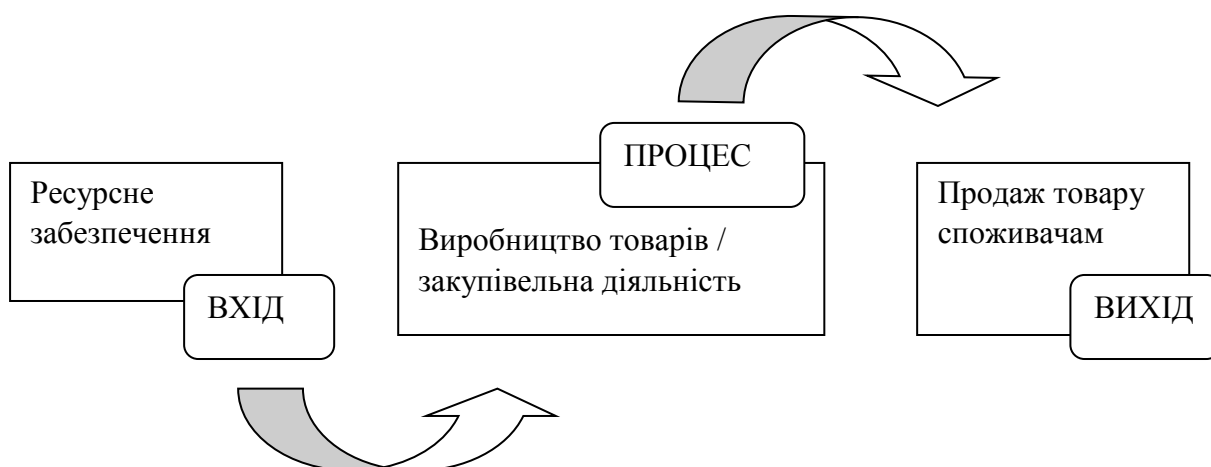 Ресурсне
забезпечення
ВХІД
ПРОЦЕС
Виробництво товарів /
закупівельна діяльність
Продаж товару
споживачам
ВИХІД